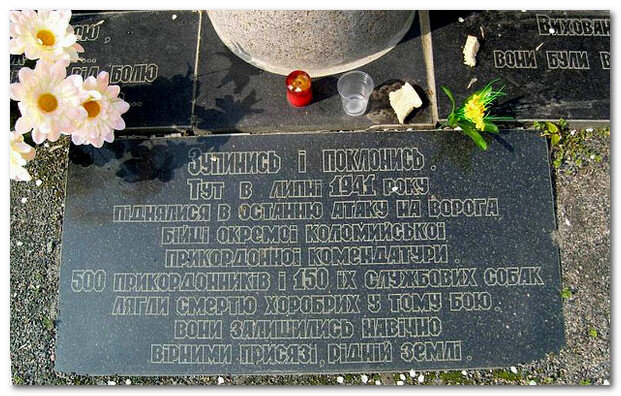 ВИХОВАН
ВОНИ БУЛИ В
БОЛЮ
ЗУПИНИСЬ І ПОКЛОНИСЬ.
ТУТ В ЛИПНІ 1941 РОКУ
ПІДНЯЛИСЯ В ОСТАННЮ АТАКУ НА ВОРОГА
БІЙЦІ ОКРЕМОЇ КОЛОМИЙСЬКОЇ
ПРИКОРДОННОЇ КОМЕНДАТУРИ.
500 ПРИКОРДОННИКІВ І 150 ЇХ СЛУЖБОВИХ СОБАК
ЛЯГЛИ СМЕРТЮ ХОРОБРИХ У ТОМУ БОЮ.
ВОНИ ЗАЛИШИЛИСЬ НАВІЧНО
ВІРНИМИ ПРИСЯЗІ, РІДНІЙ ЗЕМЛІ.